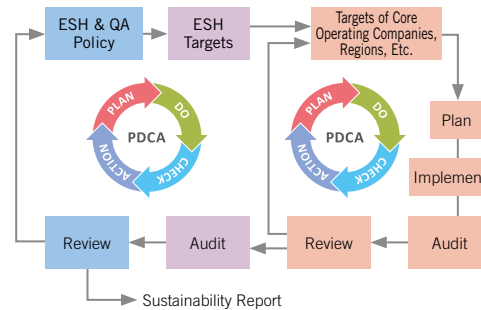 ESH & QA
Policy
ESH
Targets
Targets of Core
Operating Companies,
Regions, Etc.
PLAN
DO
CHECK
ACTION
PDCA
PLAN
DO
CHECK
ACTION
PDCA
Plan
Implemen
Review
Audit
Review
Audit
Sustainability Report